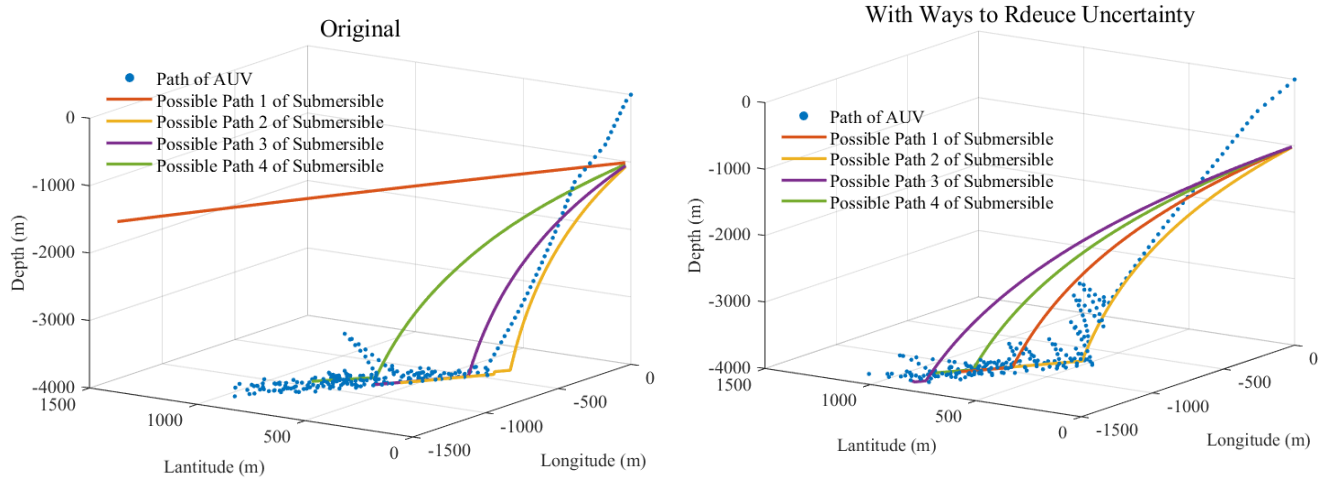 Original
Path of AUV
Possible Path 1 of Submersible
Possible Path 2 of Submersible
Possible Path 3 of Submersible
Possible Path 4 of Submersible
0
-1000
-2000
-3000
-4000
Depth (m)
1500
1000
500
0
Lantitude (m)
-1500
-1000
-500
0
Longitude (m)
With Ways to Rdeuce Uncertainty
Path of AUV
Possible Path 1 of Submersible
Possible Path 2 of Submersible
Possible Path 3 of Submersible
Possible Path 4 of Submersible
0
-1000
-2000
-3000
-4000
Depth (m)
1500
1000
500
0
Lantitude (m)
-1500
-1000
-500
0
Longitude (m)